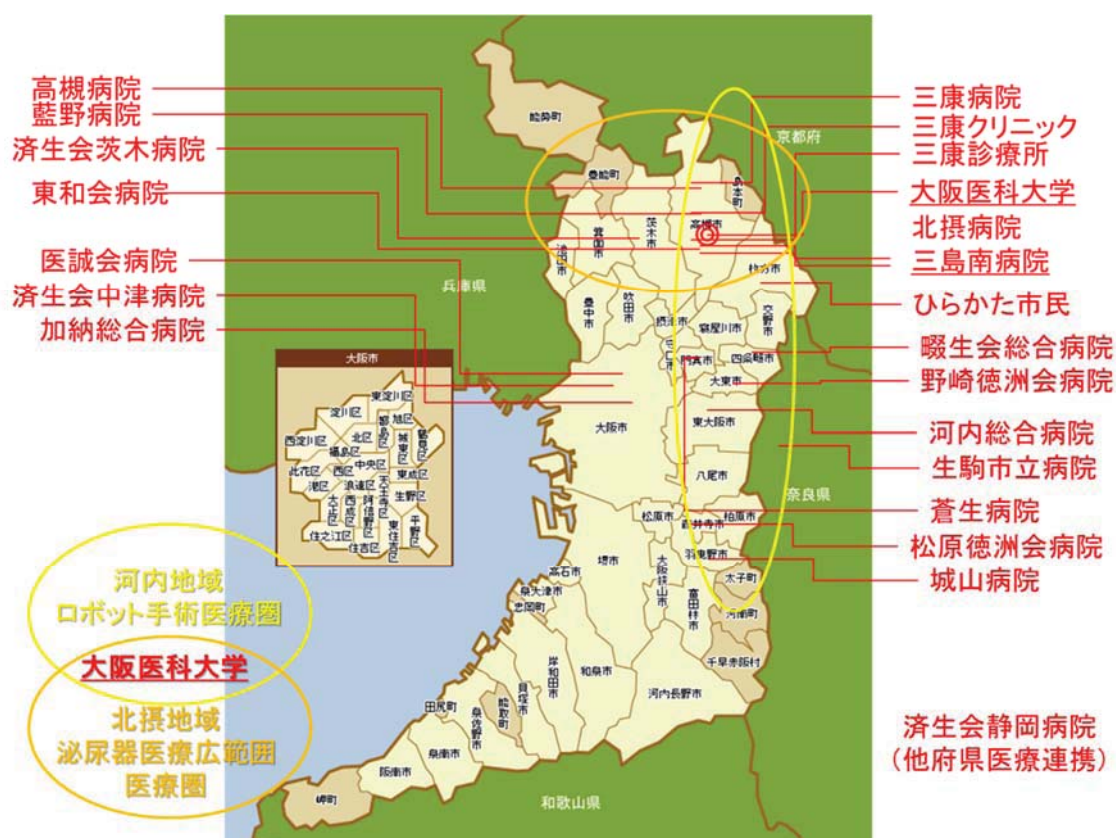 高槻病院
藍野病院
済生会茨木病院
東和会病院
医誠会病院
済生会中津病院
加納総合病院
三康病院
三康クリニック
三康診療所
大阪医科大学
北摂病院
三島南病院
ひらかた市民
畷生会総合病院
野崎徳洲会病院
河内総合病院
生駒市立病院
蒼生病院
松原徳洲会病院
城山病院
済生会静岡病院
(他府県医療連携)
河内地域
ロボット手術医療圏
大阪医科大学
北摂地域
泌尿器医療広範囲
医療圏
京都府
兵庫県
奈良県
和歌山県
能勢町
豊能町
島本町
高槻市
茨木市
箕面市
池田市
枚方市
豊中市
吹田市
摂津市
寝屋川市
交野市
守口市
門真市
四條畷市
大東市
大阪市
東大阪市
八尾市
松原市
藤井寺市
柏原市
羽曳野市
堺市
大阪狭山市
富田林市
太子町
河南町
千早赤阪村
高石市
泉大津市
忠岡町
岸和田市
和泉市
河内長野市
貝塚市
熊取町
田尻町
泉佐野市
泉南市
阪南市
岬町
大阪市
東淀川区
淀川区
旭区
都島区
鶴見区
西淀川区
北区
城東区
福島区
此花区
西区
中央区
東成区
港区
浪速区
天王寺区
生野区
大正区
西成区
阿倍野区
東住吉区
平野区
住之江区
住吉区